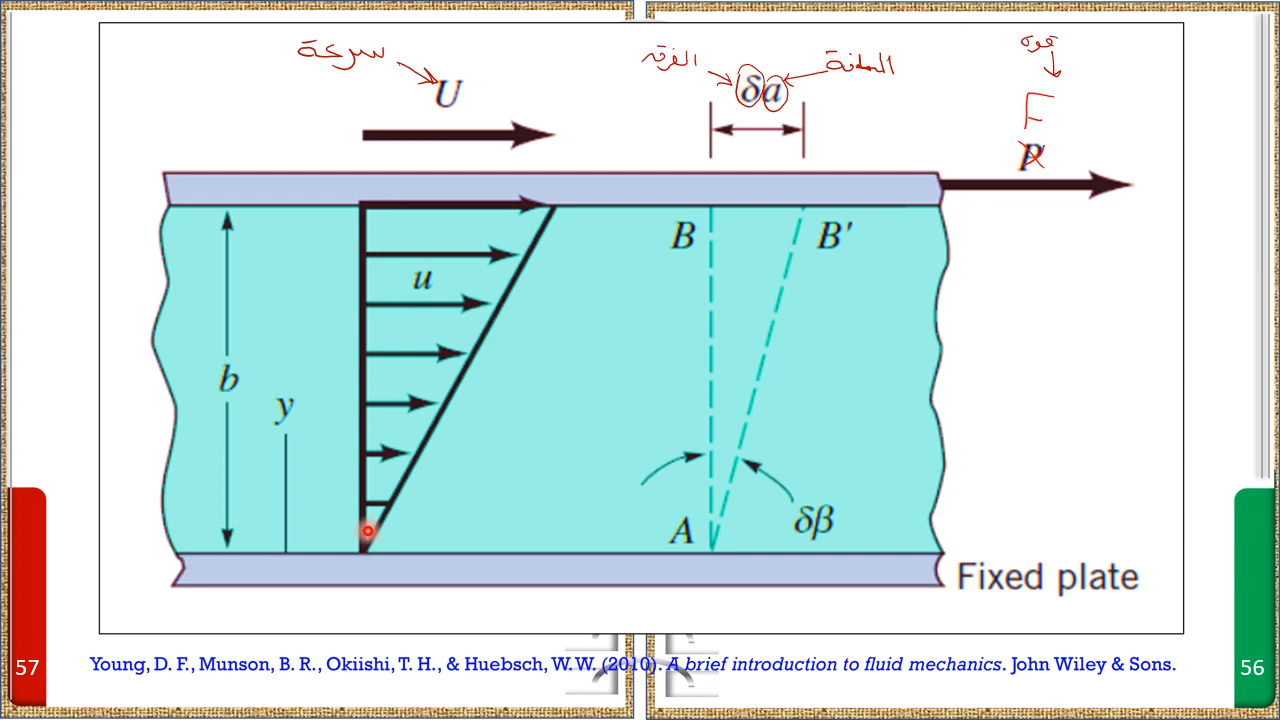 سرعة
U
الفرق
المسافة
δa
قوة
F
P
B
B'
u
b
y
A
δβ
Fixed plate
57
Young, D. F., Munson, B. R., Okiishi, T. H., & Huebsch, W. W. (2010). A brief introduction to fluid mechanics. John Wiley & Sons.
56